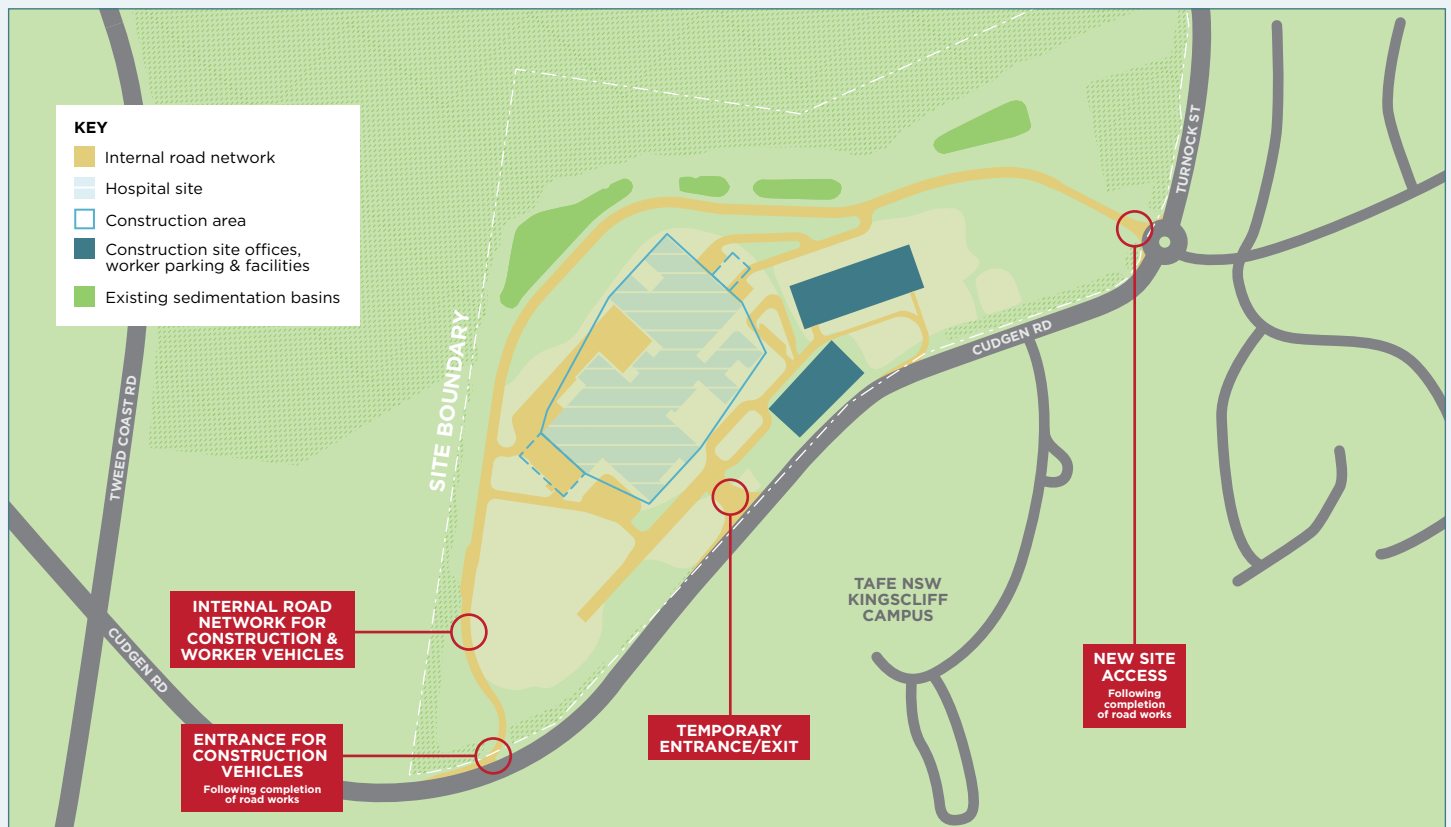 KEY
Internal road network
Hospital site
Construction area
Construction site offices,
worker parking & facilities
Existing sedimentation basins
TURNOCK ST
CUDGEN RD
SITE BOUNDARY
TWEED COAST RD
CUDGEN RD
INTERNAL ROAD
NETWORK FOR
CONSTRUCTION &
WORKER VEHICLES
ENTRANCE FOR
CONSTRUCTION
VEHICLES
Following completion
of road works
TEMPORARY
ENTRANCE/EXIT
TAFE NSW
KINGSCLIFF
CAMPUS
NEW SITE
ACCESS
Following
completion
of road works